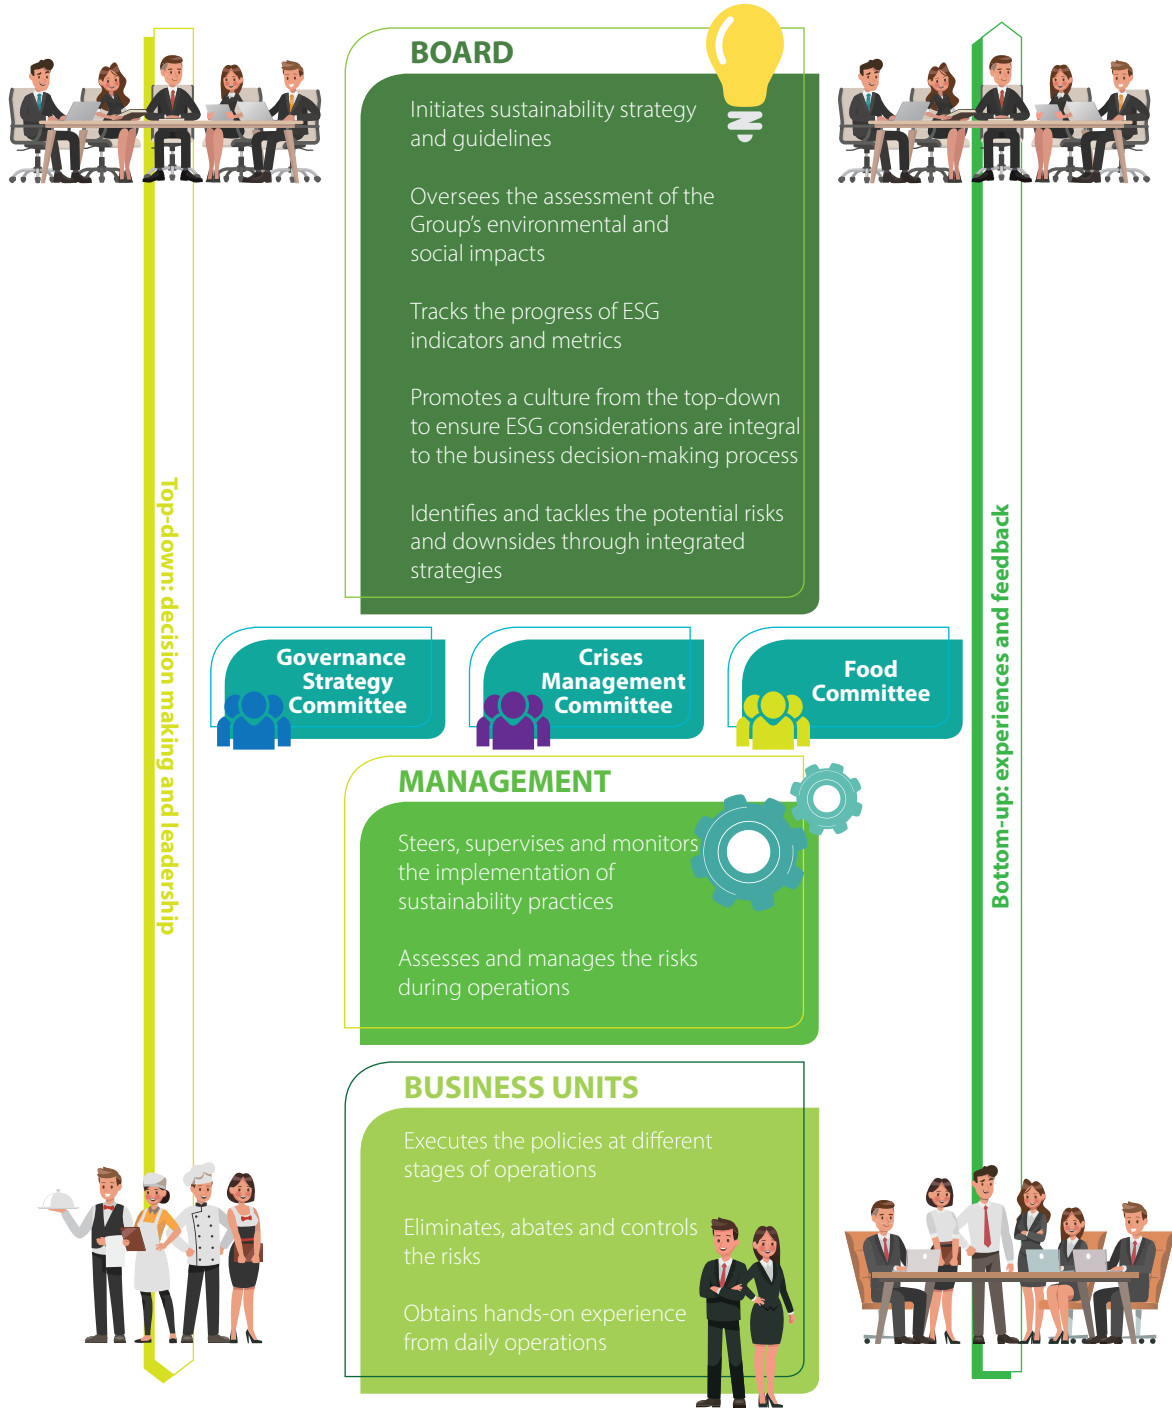 BOARD
Initiates sustainability strategy
and guidelines
Oversees the assessment of the
Group’s environmental and
social impacts
Tracks the progress of ESG
indicators and metrics
Promotes a culture from the top-down
to ensure ESG considerations are integral
to the business decision-making process
Identifies and tackles the potential risks
and downsides through integrated
strategies
Top-down: decision making and leadership
Bottom-up: experiences and feedback
Governance
Strategy
Committee
Crises
Management
Committee
Food
Committee
MANAGEMENT
Steers, supervises and monitors
the implementation of
sustainability practices
Assesses and manages the risks
during operations
BUSINESS UNITS
Executes the policies at different
stages of operations
Eliminates, abates and controls
the risks
Obtains hands-on experience
from daily operations